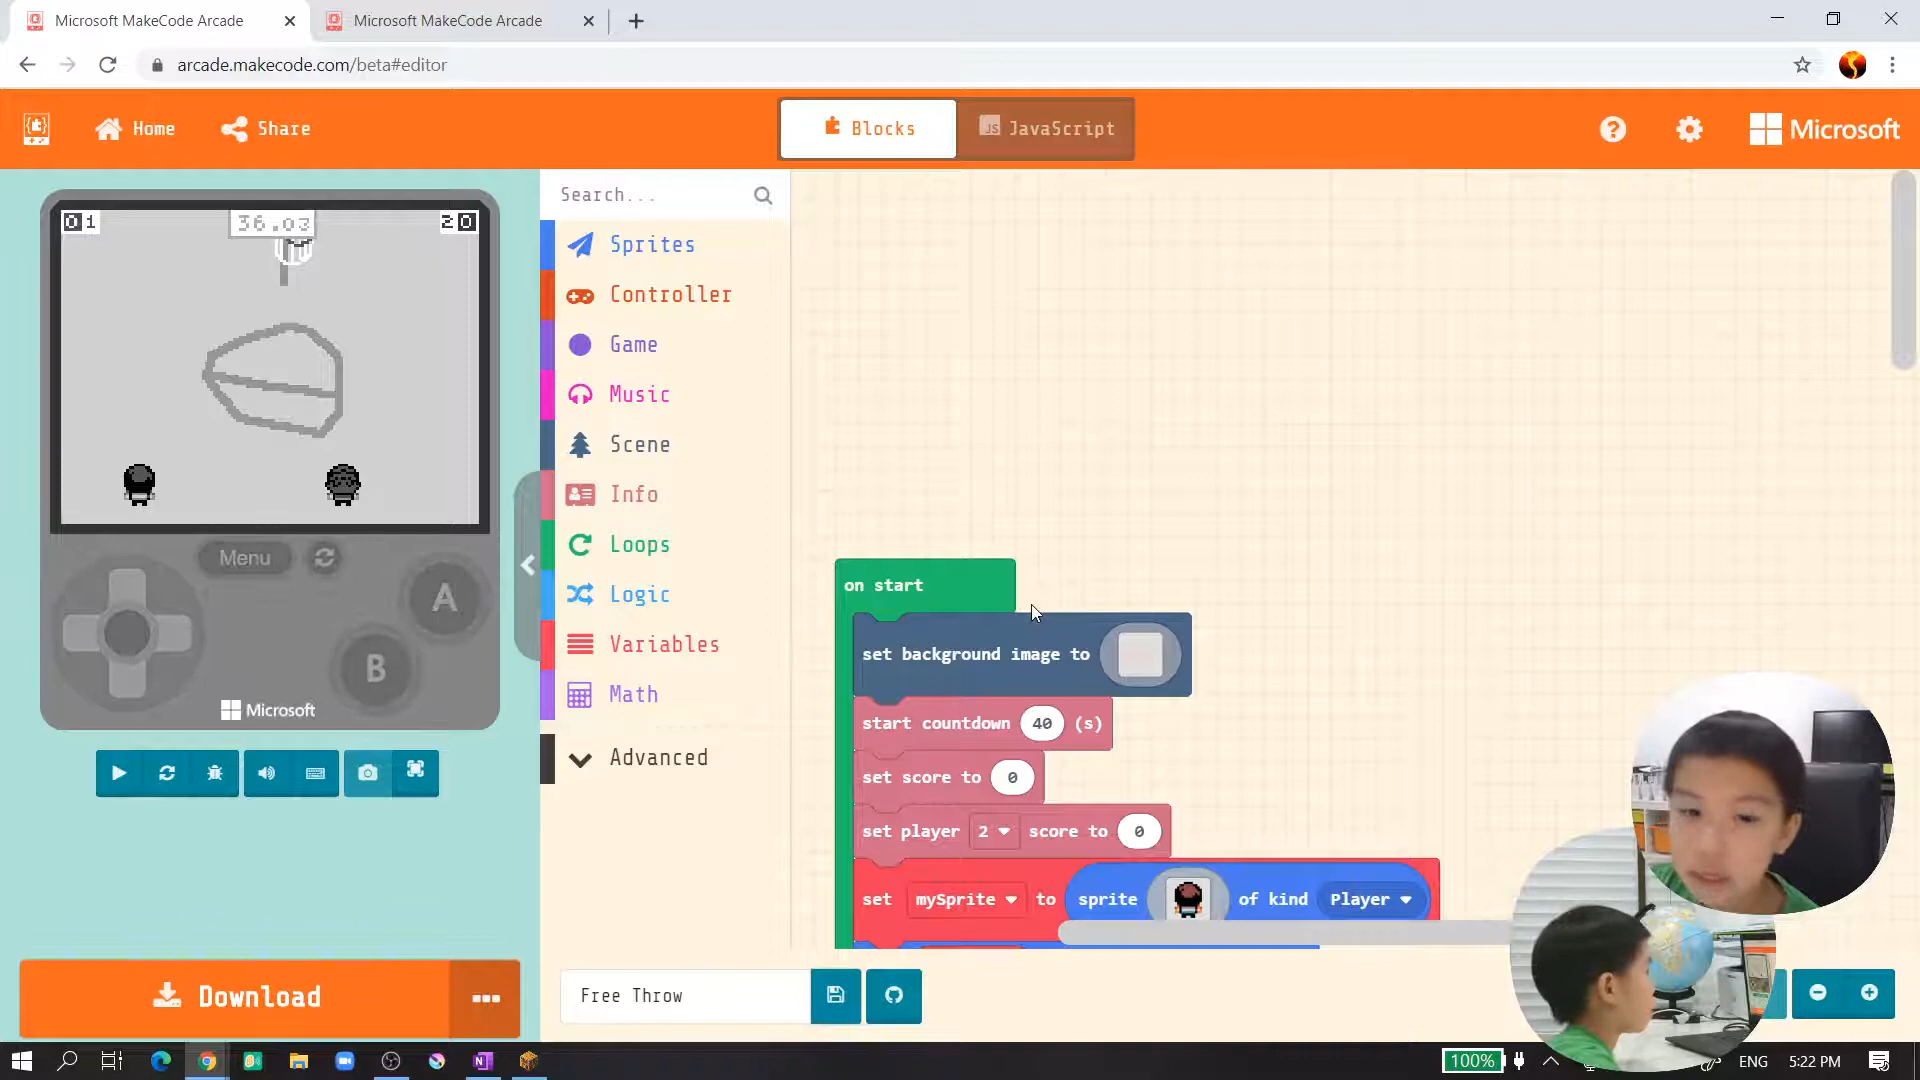 Microsoft MakeCode Arcade
Microsoft MakeCode Arcade
arcade.makecode.com/beta#editor
Home
Share
Blocks
JS JavaScript
Microsoft
01
36.03
20
Menu
A
B
Microsoft
Search...
Sprites
Controller
Game
Music
Scene
Info
Loops
Logic
Variables
Math
Advanced
on start
set background image to
start countdown 40 (s)
set score to 0
set player 2 score to 0
set mySprite to sprite of kind Player
Download
Free Throw
100%
ENG
5:22 PM